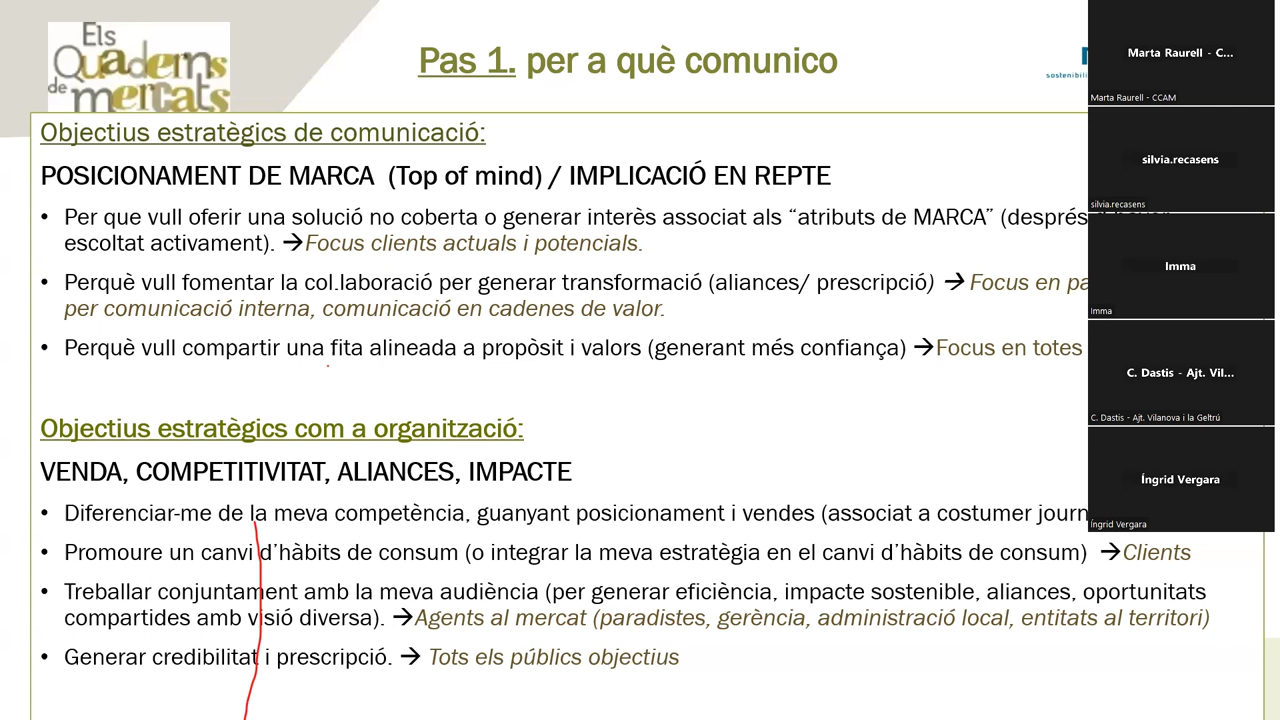 Els
Quaderns
de mercats
Pas 1. per a què comunico
sostenibili
Objectius estratègics de comunicació:
POSICIONAMENT DE MARCA (Top of mind) / IMPLICACIÓ EN REPTE
• Per que vull oferir una solució no coberta o generar interès associat als “atributs de MARCA” (després
escoltat activament). →Focus clients actuals i potencials.
• Perquè vull fomentar la col.laboració per generar transformació (aliances/ prescripció) → Focus en pa
per comunicació interna, comunicació en cadenes de valor.
• Perquè vull compartir una fita alineada a propòsit i valors (generant més confiança) →Focus en totes
Objectius estratègics com a organització:
VENDA, COMPETITIVITAT, ALIANCES, IMPACTE
• Diferenciar-me de la meva competència, guanyant posicionament i vendes (associat a costumer journ
• Promoure un canvi d’hàbits de consum (o integrar la meva estratègia en el canvi d’hàbits de consum) →Clients
• Treballar conjuntament amb la meva audiència (per generar eficiència, impacte sostenible, aliances, oportunitats
compartides amb visió diversa). →Agents al mercat (paradistes, gerència, administració local, entitats al territori)
• Generar credibilitat i prescripció. → Tots els públics objectius
Marta Raurell - C...
Marta Raurell - CCAM
silvia.recasens
silvia.recasens
Imma
Imma
C. Dastis - Ajt. Vil...
C. Dastis - Ajt. Vilanova i la Geltrú
Íngrid Vergara
Íngrid Vergara